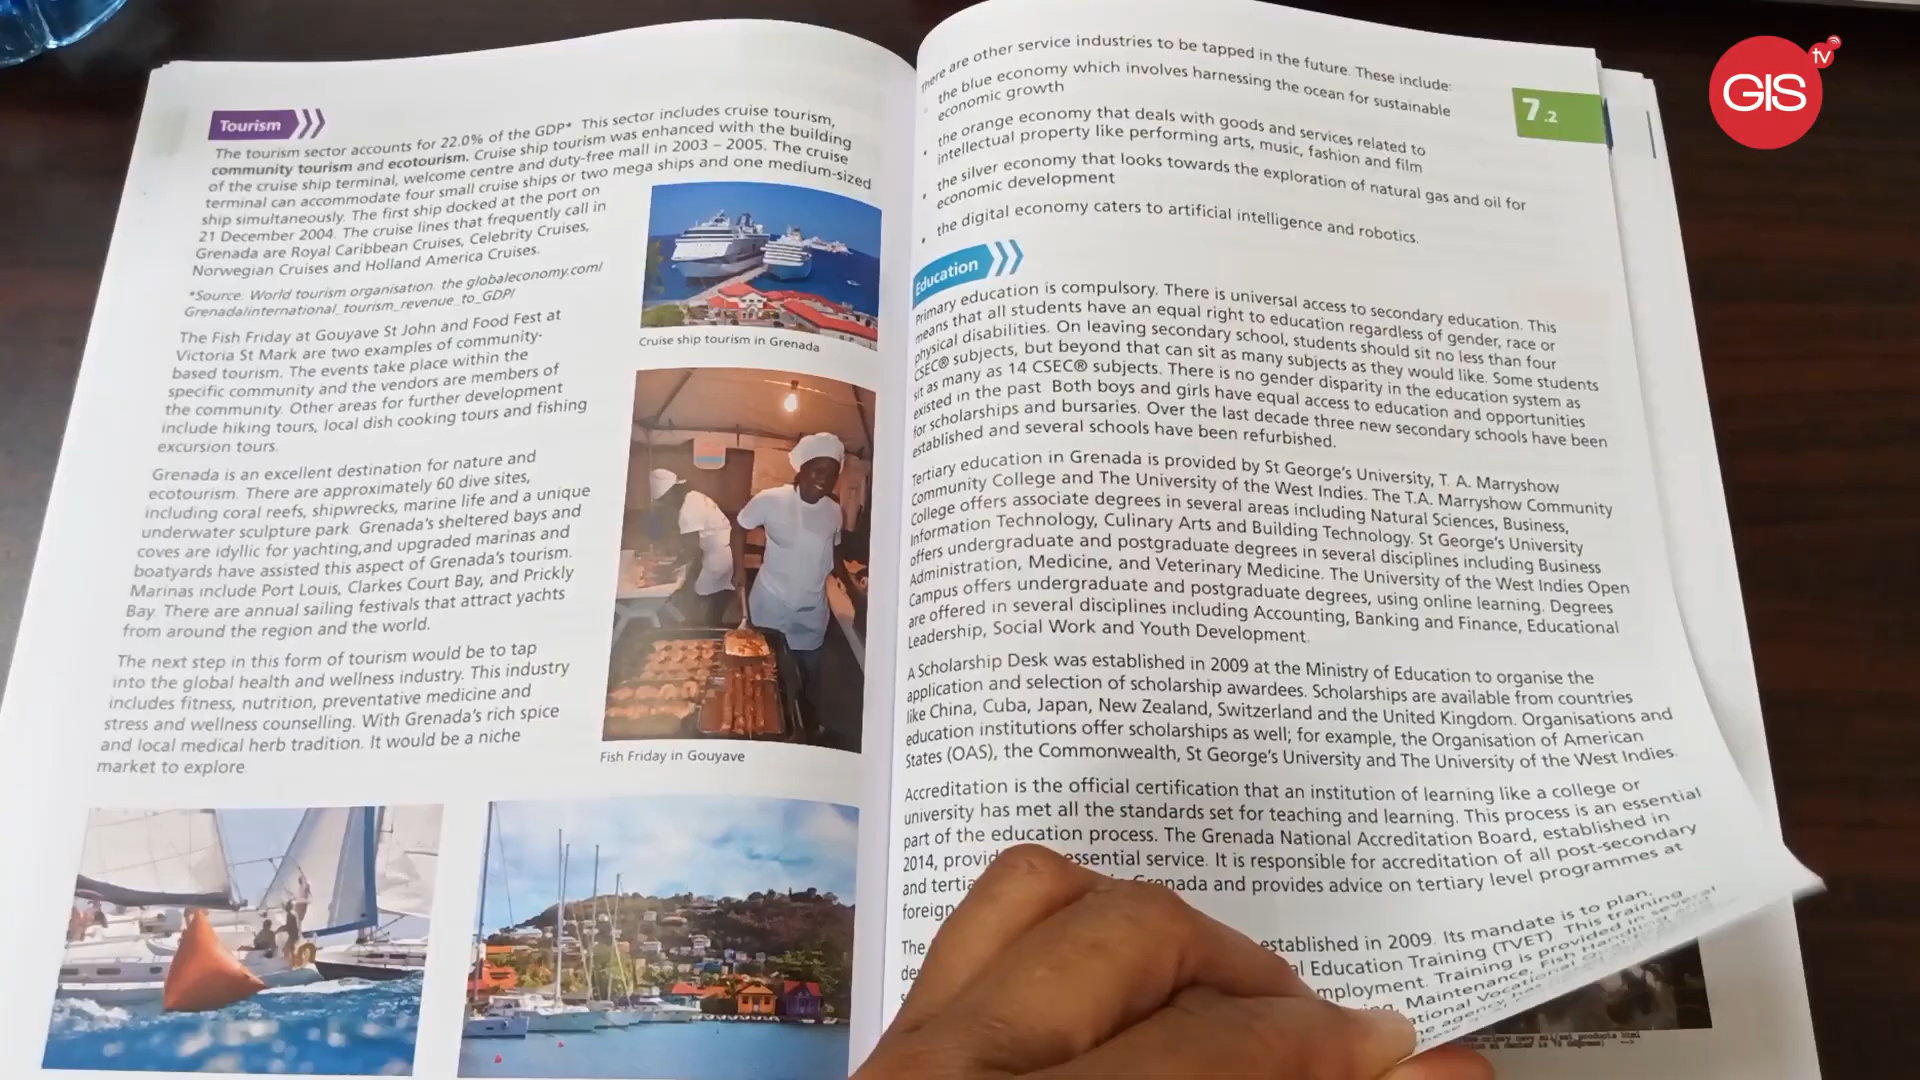 Tourism
The tourism sector accounts for 22.0% of the GDP* This sector includes cruise tourism,
community tourism and ecotourism. Cruise ship tourism was enhanced with the building
of the cruise ship terminal, welcome centre and duty-free mall in 2003 – 2005. The cruise
terminal can accommodate four small cruise ships or two mega ships and one medium-sized
ship simultaneously. The first ship docked at the port on
21 December 2004. The cruise lines that frequently call in
Grenada are Royal Caribbean Cruises, Celebrity Cruises,
Norwegian Cruises and Holland America Cruises.
*Source: World tourism organisation. the globaleconomy.com/
Grenada/international_tourism_revenue_to_GDP/
The Fish Friday at Gouyave St John and Food Fest at
Victoria St Mark are two examples of community-
based tourism. The events take place within the
specific community and the vendors are members of
the community. Other areas for further development
include hiking tours, local dish cooking tours and fishing
excursion tours.
Grenada is an excellent destination for nature and
ecotourism. There are approximately 60 dive sites,
including coral reefs, shipwrecks, marine life and a unique
underwater sculpture park. Grenada's sheltered bays and
coves are idyllic for yachting,and upgraded marinas and
boatyards have assisted this aspect of Grenada's tourism.
Marinas include Port Louis, Clarkes Court Bay, and Prickly
Bay. There are annual sailing festivals that attract yachts
from around the region and the world.
The next step in this form of tourism would be to tap
into the global health and wellness industry. This industry
includes fitness, nutrition, preventative medicine and
stress and wellness counselling. With Grenada's rich spice
and local medical herb tradition. It would be a niche
market to explore.
Cruise ship tourism in Grenada
Fish Friday in Gouyave
There are other service industries to be tapped in the future. These include:
the blue economy which involves harnessing the ocean for sustainable
economic growth
• the orange economy that deals with goods and services related to
intellectual property like performing arts, music, fashion and film
• the silver economy that looks towards the exploration of natural gas and oil for
economic development
• the digital economy caters to artificial intelligence and robotics.
7.2
Education
Primary education is compulsory. There is universal access to secondary education. This
means that all students have an equal right to education regardless of gender, race or
physical disabilities. On leaving secondary school, students should sit no less than four
CSEC® subjects, but beyond that can sit as many subjects as they would like. Some students
sit as many as 14 CSEC® subjects. There is no gender disparity in the education system as
existed in the past. Both boys and girls have equal access to education and opportunities
for scholarships and bursaries. Over the last decade three new secondary schools have been
established and several schools have been refurbished.
Tertiary education in Grenada is provided by St George's University, T. A. Marryshow
Community College and The University of the West Indies. The T.A. Marryshow Community
College offers associate degrees in several areas including Natural Sciences, Business,
Information Technology, Culinary Arts and Building Technology. St George's University
offers undergraduate and postgraduate degrees in several disciplines including Business
Administration, Medicine, and Veterinary Medicine. The University of the West Indies Open
Campus offers undergraduate and postgraduate degrees, using online learning. Degrees
are offered in several disciplines including Accounting, Banking and Finance, Educational
Leadership, Social Work and Youth Development.
A Scholarship Desk was established in 2009 at the Ministry of Education to organise the
application and selection of scholarship awardees. Scholarships are available from countries
like China, Cuba, Japan, New Zealand, Switzerland and the United Kingdom. Organisations and
education institutions offer scholarships as well; for example, the Organisation of American
States (OAS), the Commonwealth, St George's University and The University of the West Indies.
Accreditation is the official certification that an institution of learning like a college or
university has met all the standards set for teaching and learning. This process is an essential
part of the education process. The Grenada National Accreditation Board, established in
2014, provid essential service. It is responsible for accreditation of all post-secondary
and tertia Grenada and provides advice on tertiary level programmes at
foreign
The established in 2009. Its mandate is to plan,
Education Training (TVET). This training
mployment. Training is provided in several
Maintenance, Fish Handling
GIS tv